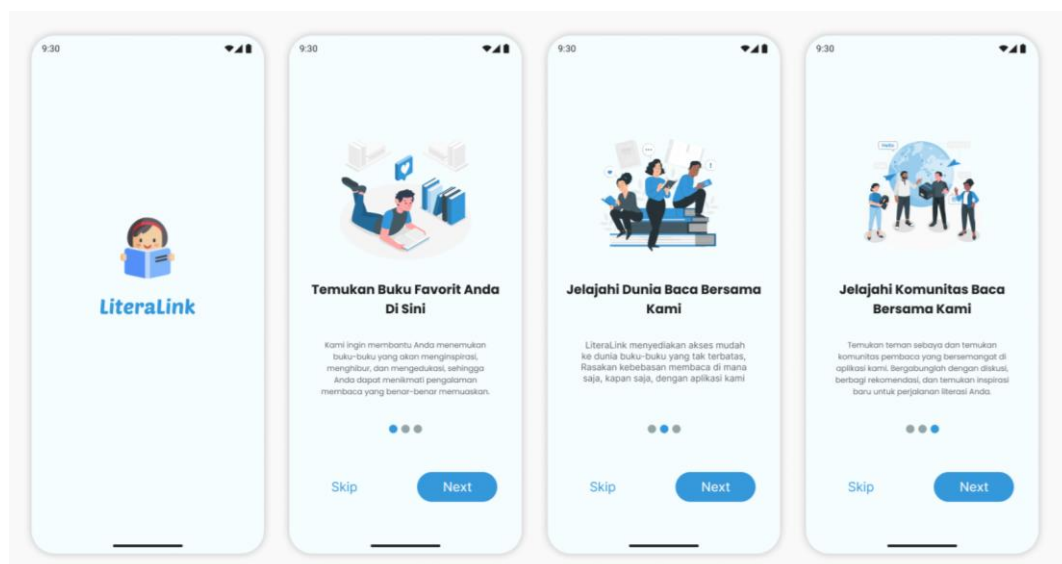 9:30
LiteraLink
9:30
Temukan Buku Favorit Anda
Di Sini
Kami ingin membantu Anda menemukan
buku-buku yang akan menginspirasi,
menghibur, dan mengedukasi, sehingga
Anda dapat menikmati pengalaman
membaca yang benar-benar memuaskan.
Skip
Next
9:30
Jelajahi Dunia Baca Bersama
Kami
LiteraLink menyediakan akses mudah
ke dunia buku-buku yang tak terbatas,
Rasakan kebebasan membaca di mana
saja, kapan saja, dengan aplikasi kami
Skip
Next
9:30
Hello
Jelajahi Komunitas Baca
Bersama Kami
Temukan teman sebaya dan temukan
komunitas pembaca yang bersemangat di
aplikasi kami. Bergabunglah dengan diskusi,
berbagi rekomendasi, dan temukan inspirasi
baru untuk perjalanan literasi Anda.
Skip
Next